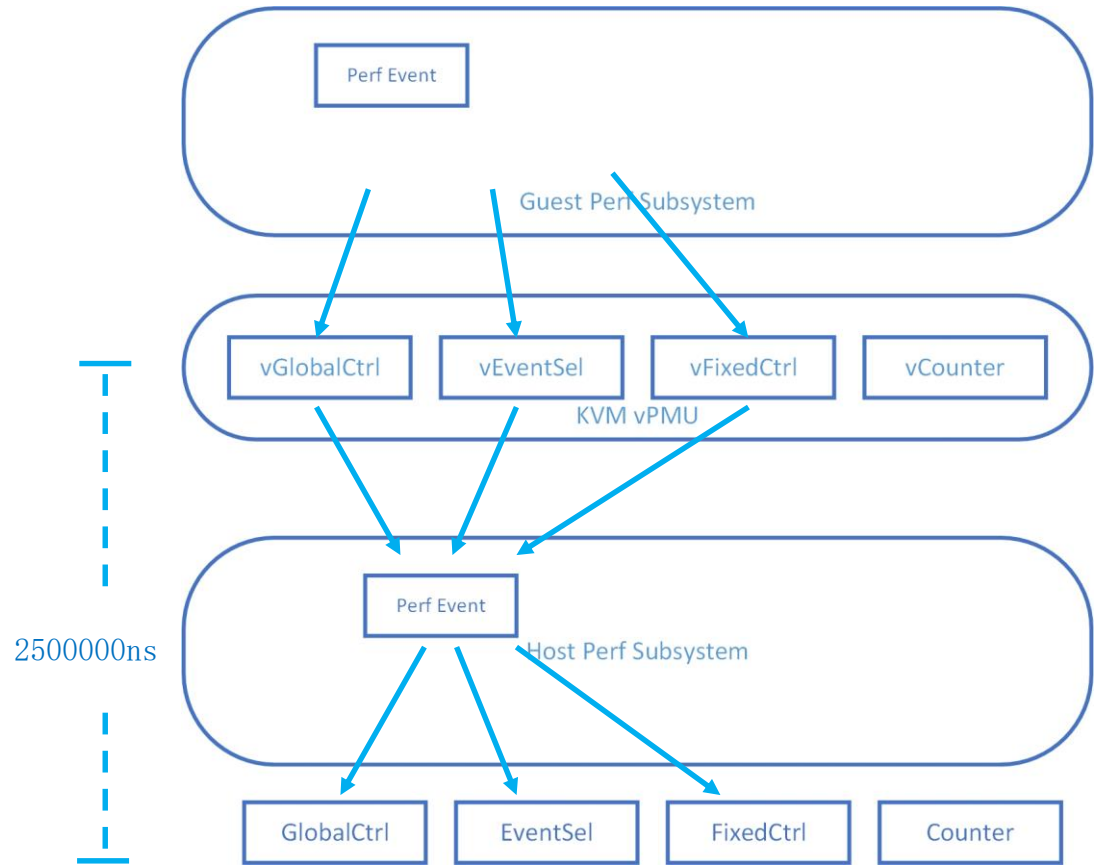 Perf Event
Guest Perf Subsystem
vGlobalCtrl
vEventSel
vFixedCtrl
vCounter
KVM vPMU
Perf Event
2500000ns
Host Perf Subsystem
GlobalCtrl
EventSel
FixedCtrl
Counter